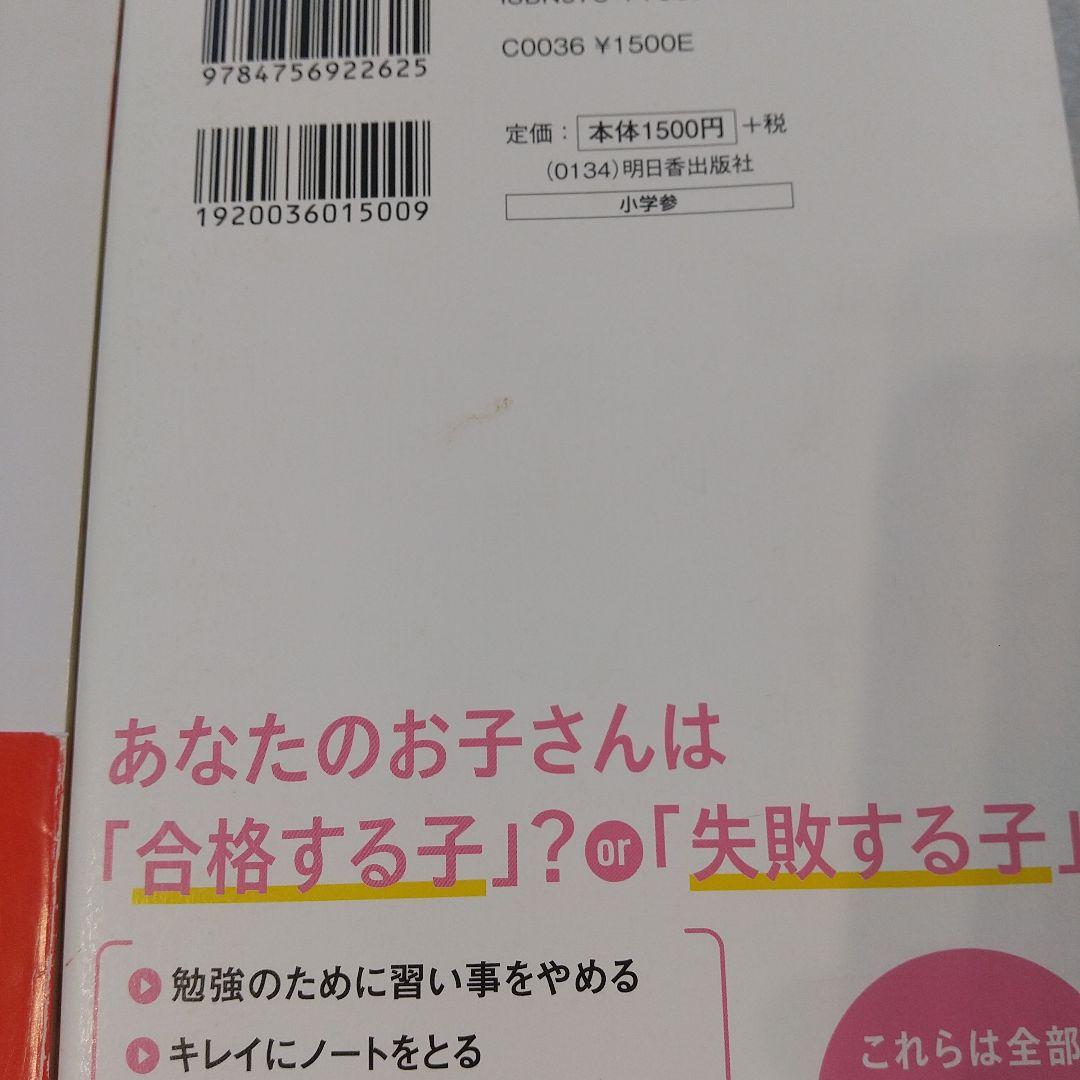 C0036 ¥1500E
9784756922625
定価：本体1500円+税
(0134)明日香出版社
小学参
1920036015009
あなたのお子さんは
「合格する子」？or「失敗する子」
勉強のために習い事をやめる
キレイにノートをとる
これらは全部